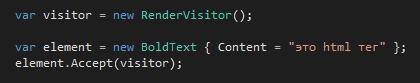 var visitor = new RenderVisitor();
var element = new BoldText { Content = "это html тег" };
element.Accept(visitor);